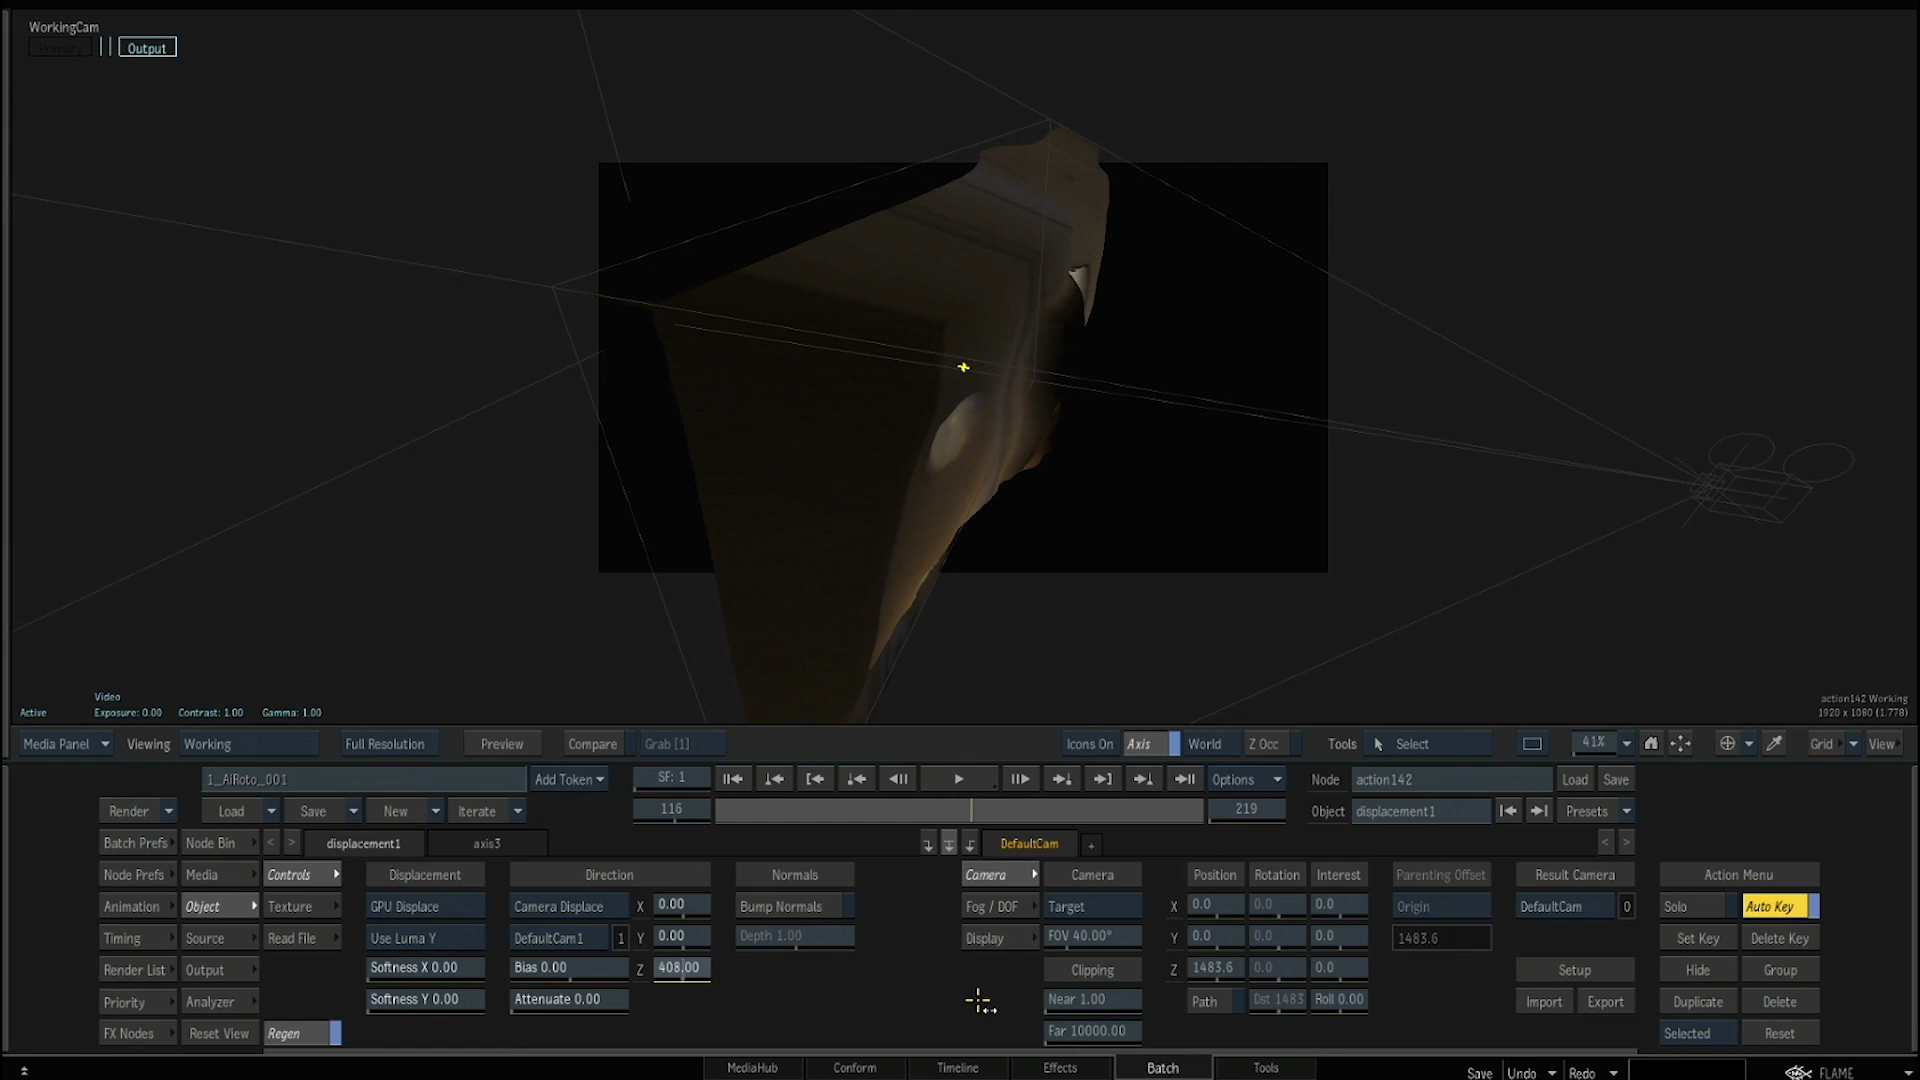 WorkingCam
Primary Output
Video
Active Exposure: 0.00 Contrast: 1.00 Gamma: 1.00
action142 Working
1920 x 1080 (1.778)
Media Panel Viewing Working Full Resolution Preview Compare Grab [1] Icons On Axis World Z Occ Tools Select 41% Grid View
1_AiRoto_001 Add Token SF: 1 Options Node action142 Load Save
Render Load Save New Iterate 116 219 Object displacement1 Presets
Batch Prefs Node Bin < > displacement1 axis3 DefaultCam + < >
Node Prefs Media Controls Displacement Direction Normals Camera Camera Position Rotation Interest Parenting Offset Result Camera Action Menu
Animation Object Texture GPU Displace Camera Displace X 0.00 Bump Normals Fog / DOF Target X 0.0 0.0 0.0 Origin DefaultCam 0 Solo Auto Key
Timing Source Read File Use Luma Y DefaultCam1 1 Y 0.00 Depth 1.00 Display FOV 40.00° Y 0.0 0.0 0.0 1483.6 Set Key Delete Key
Render List Output Softness X 0.00 Bias 0.00 Z 408.00 Clipping Z 1483.6 0.0 0.0 Setup Hide Group
Priority Analyzer Softness Y 0.00 Attenuate 0.00 Near 1.00 Path Dst 1483 Roll 0.00 Import Export Duplicate Delete
FX Nodes Reset View Regen Far 10000.00 Selected Reset
MediaHub Conform Timeline Effects Batch Tools Save Undo Redo FLAME